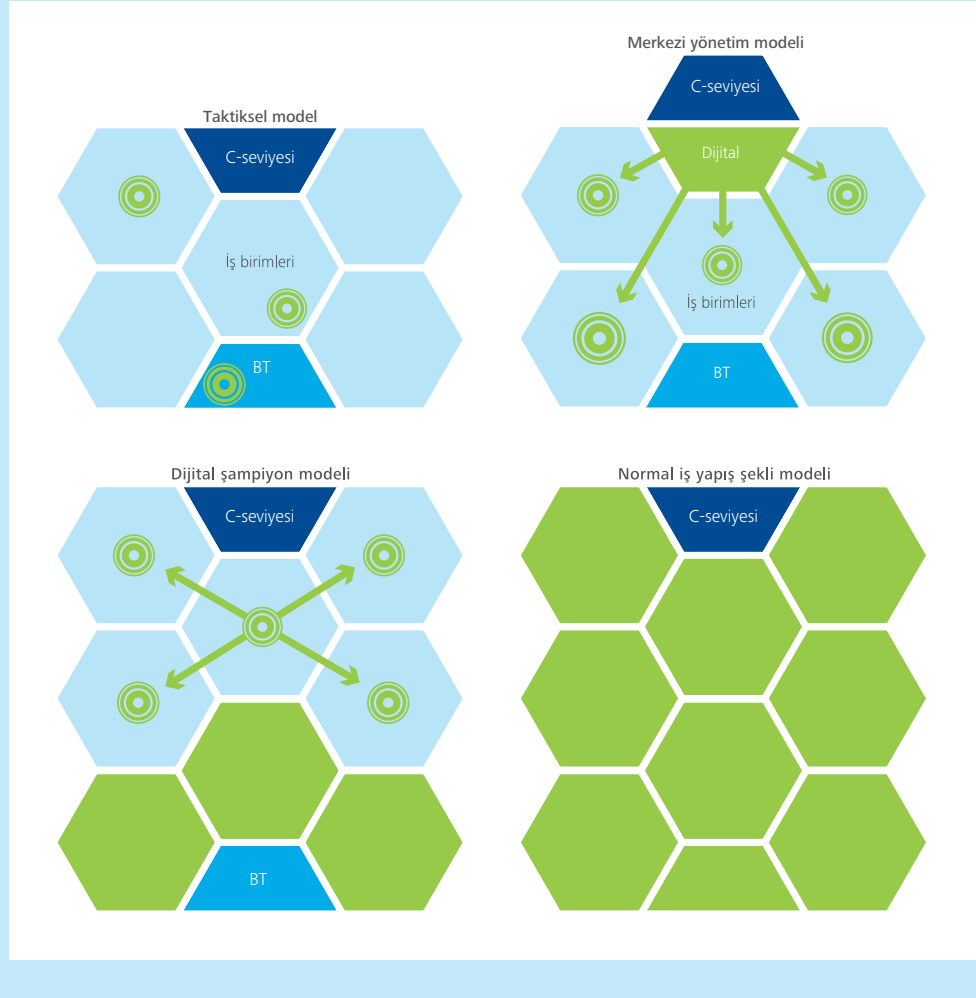 Taktiksel model
C-seviyesi
İş birimleri
BT
Merkezi yönetim modeli
C-seviyesi
Dijital
İş birimleri
BT
Dijital şampiyon modeli
C-seviyesi
BT
Normal iş yapış şekli modeli
C-seviyesi